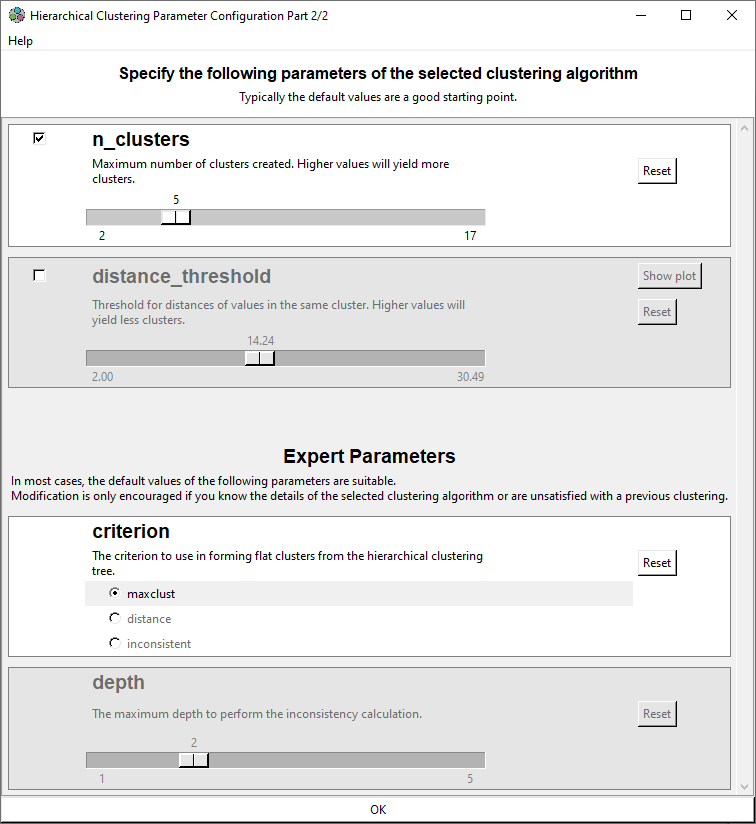 Hierarchical Clustering Parameter Configuration Part 2/2
Help
Specify the following parameters of the selected clustering algorithm
Typically the default values are a good starting point.
n_clusters
Maximum number of clusters created. Higher values will yield more
clusters.
Reset
5
2 17
distance_threshold
Show plot
Threshold for distances of values in the same cluster. Higher values will
yield less clusters.
Reset
14.24
2.00 30.49
Expert Parameters
In most cases, the default values of the following parameters are suitable.
Modification is only encouraged if you know the details of the selected clustering algorithm or are unsatisfied with a previous clustering.
criterion
The criterion to use in forming flat clusters from the hierarchical clustering
tree.
Reset
maxclust
distance
inconsistent
depth
The maximum depth to perform the inconsistency calculation.
Reset
2
1 5
OK